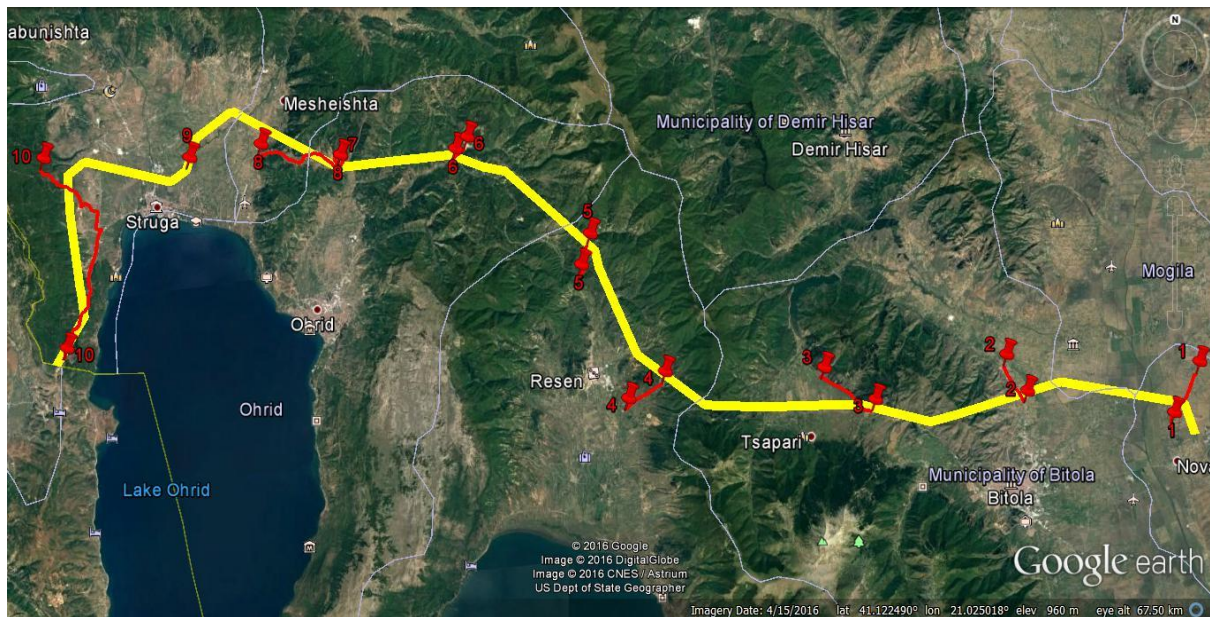 abunishta
N
Mesheishta
Municipality of Demir Hisar
Demir Hisar
9
10
8
7
8
6
6
Struga
5
5
Mogila
Ohrid
10
4
4
3
3
2
2
1
1
Resen
Ohrid
Tsapari
Nova
Municipality of Bitola
Bitola
Lake Ohrid
© 2016 Google
Image © 2016 DigitalGlobe
Image © 2016 CNES / Astrium
US Dept of State Geographer
Google earth
Imagery Date: 4/15/2016 lat 41.122490° lon 21.025018° elev 960 m eye alt 67.50 km